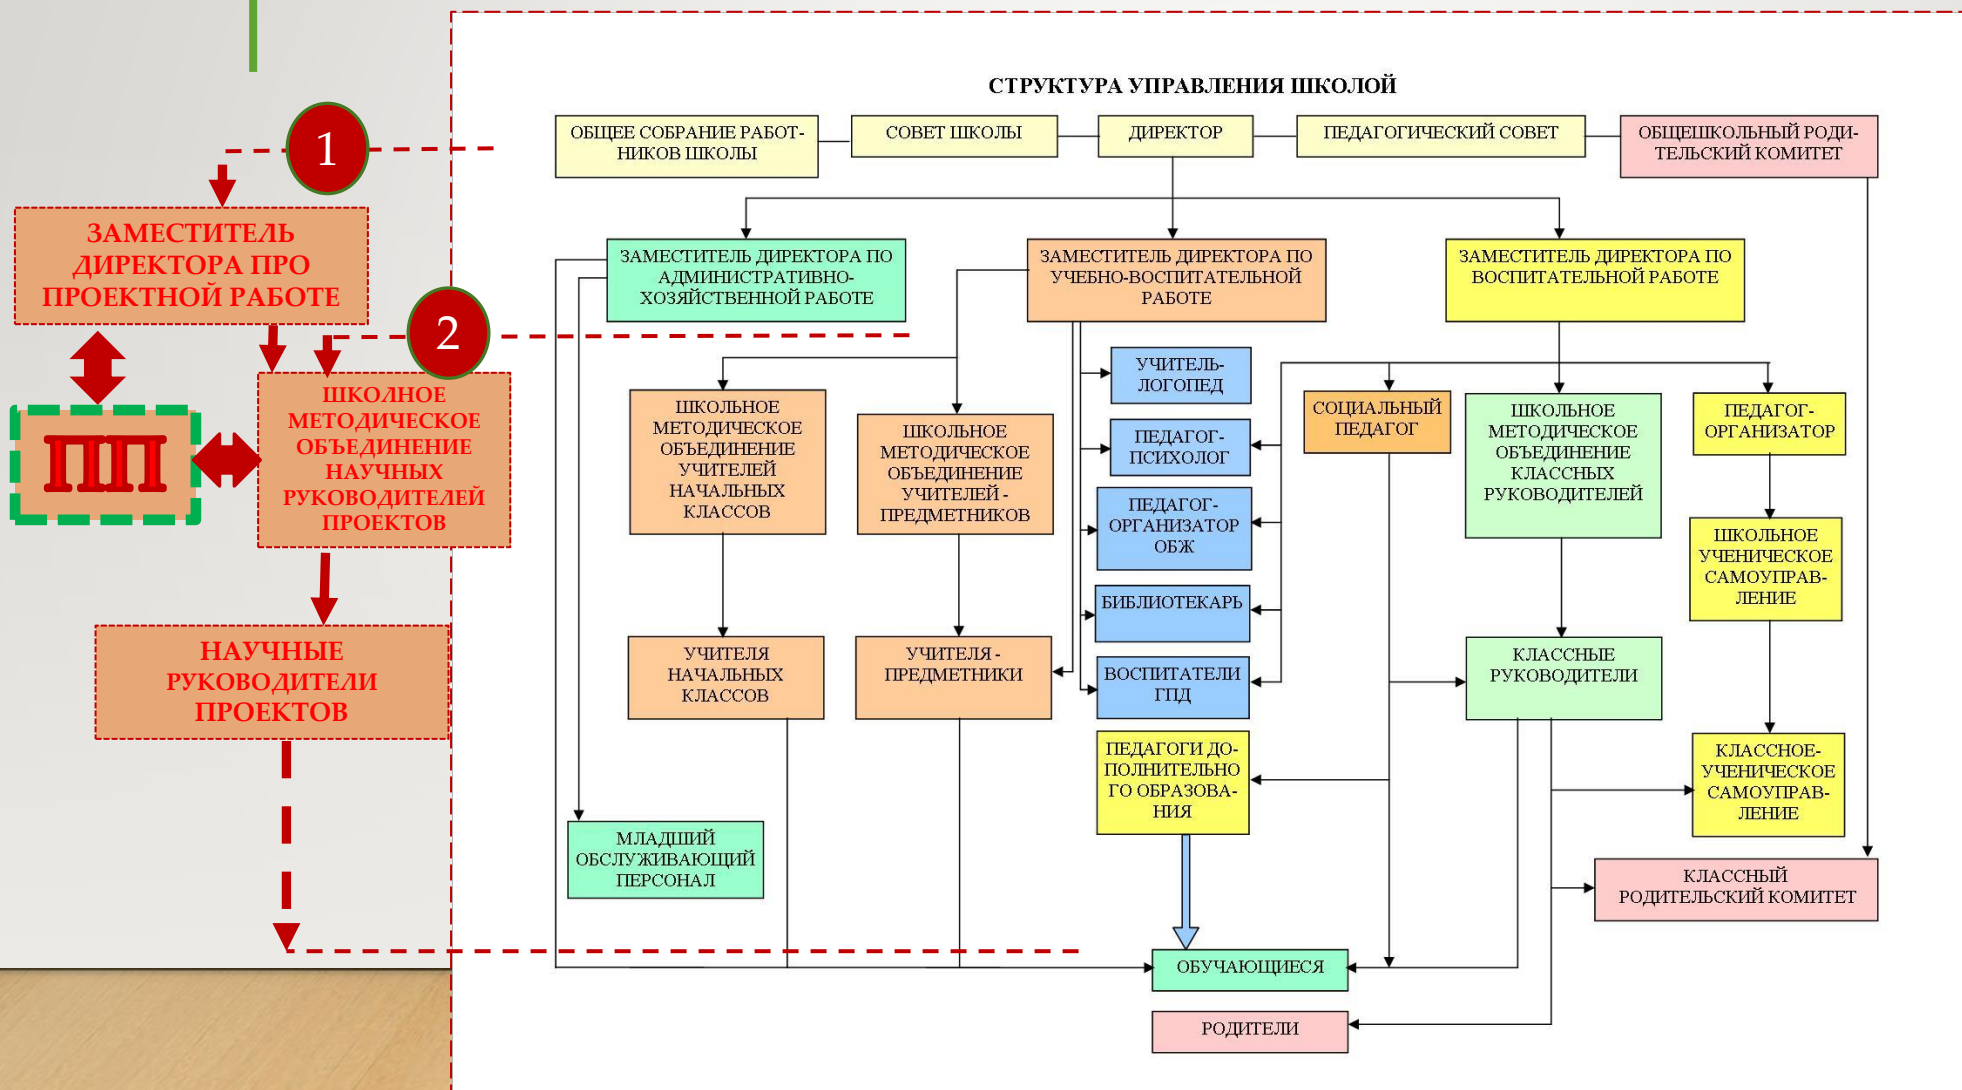 СТРУКТУРА УПРАВЛЕНИЯ ШКОЛОЙ
ОБЩЕЕ СОБРАНИЕ РАБОТ-
НИКОВ ШКОЛЫ
СОВЕТ ШКОЛЫ
ДИРЕКТОР
ПЕДАГОГИЧЕСКИЙ СОВЕТ
ОБЩЕШКОЛЬНЫЙ РОДИ-
ТЕЛЬСКИЙ КОМИТЕТ
1
ЗАМЕСТИТЕЛЬ
ДИРЕКТОРА ПРО
ПРОЕКТНОЙ РАБОТЕ
ЗАМЕСТИТЕЛЬ ДИРЕКТОРА ПО
АДМИНИСТРАТИВНО-
ХОЗЯЙСТВЕННОЙ РАБОТЕ
ЗАМЕСТИТЕЛЬ ДИРЕКТОРА ПО
УЧЕБНО-ВОСПИТАТЕЛЬНОЙ
РАБОТЕ
ЗАМЕСТИТЕЛЬ ДИРЕКТОРА ПО
ВОСПИТАТЕЛЬНОЙ РАБОТЕ
2
ПП
ШКОЛНОЕ
МЕТОДИЧЕСКОЕ
ОБЪЕДИНЕНИЕ
НАУЧНЫХ
РУКОВОДИТЕЛЕЙ
ПРОЕКТОВ
ШКОЛЬНОЕ
МЕТОДИЧЕСКОЕ
ОБЪЕДИНЕНИЕ
УЧИТЕЛЕЙ
НАЧАЛЬНЫХ
КЛАССОВ
ШКОЛЬНОЕ
МЕТОДИЧЕСКОЕ
ОБЪЕДИНЕНИЕ
УЧИТЕЛЕЙ -
ПРЕДМЕТНИКОВ
УЧИТЕЛЬ-
ЛОГОПЕД
ПЕДАГОГ-
ПСИХОЛОГ
ПЕДАГОГ-
ОРГАНИЗАТОР
ОБЖ
БИБЛИОТЕКАРЬ
ВОСПИТАТЕЛИ
ГПД
СОЦИАЛЬНЫЙ
ПЕДАГОГ
ШКОЛЬНОЕ
МЕТОДИЧЕСКОЕ
ОБЪЕДИНЕНИЕ
КЛАССНЫХ
РУКОВОДИТЕЛЕЙ
ПЕДАГОГ-
ОРГАНИЗАТОР
ШКОЛЬНОЕ
УЧЕНИЧЕСКОЕ
САМОУПРАВ-
ЛЕНИЕ
НАУЧНЫЕ
РУКОВОДИТЕЛИ
ПРОЕКТОВ
УЧИТЕЛЯ
НАЧАЛЬНЫХ
КЛАССОВ
УЧИТЕЛЯ -
ПРЕДМЕТНИКИ
КЛАССНЫЕ
РУКОВОДИТЕЛИ
ПЕДАГОГИ ДО-
ПОЛНИТЕЛЬНО
ГО ОБРАЗОВА-
НИЯ
КЛАССНОЕ-
УЧЕНИЧЕСКОЕ
САМОУПРАВ-
ЛЕНИЕ
МЛАДШИЙ
ОБСЛУЖИВАЮЩИЙ
ПЕРСОНАЛ
КЛАССНЫЙ
РОДИТЕЛЬСКИЙ КОМИТЕТ
ОБУЧАЮЩИЕСЯ
РОДИТЕЛИ